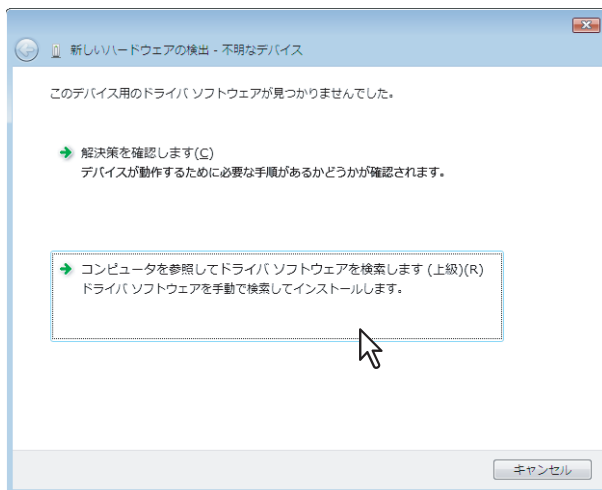 新しいハードウェアの検出 - 不明なデバイス
このデバイス用のドライバ ソフトウェアが見つかりませんでした。
解決策を確認します(C)
デバイスが動作するために必要な手順があるかどうかが確認されます。
コンピュータを参照してドライバ ソフトウェアを検索します (上級)(R)
ドライバ ソフトウェアを手動で検索してインストールします。
キャンセル